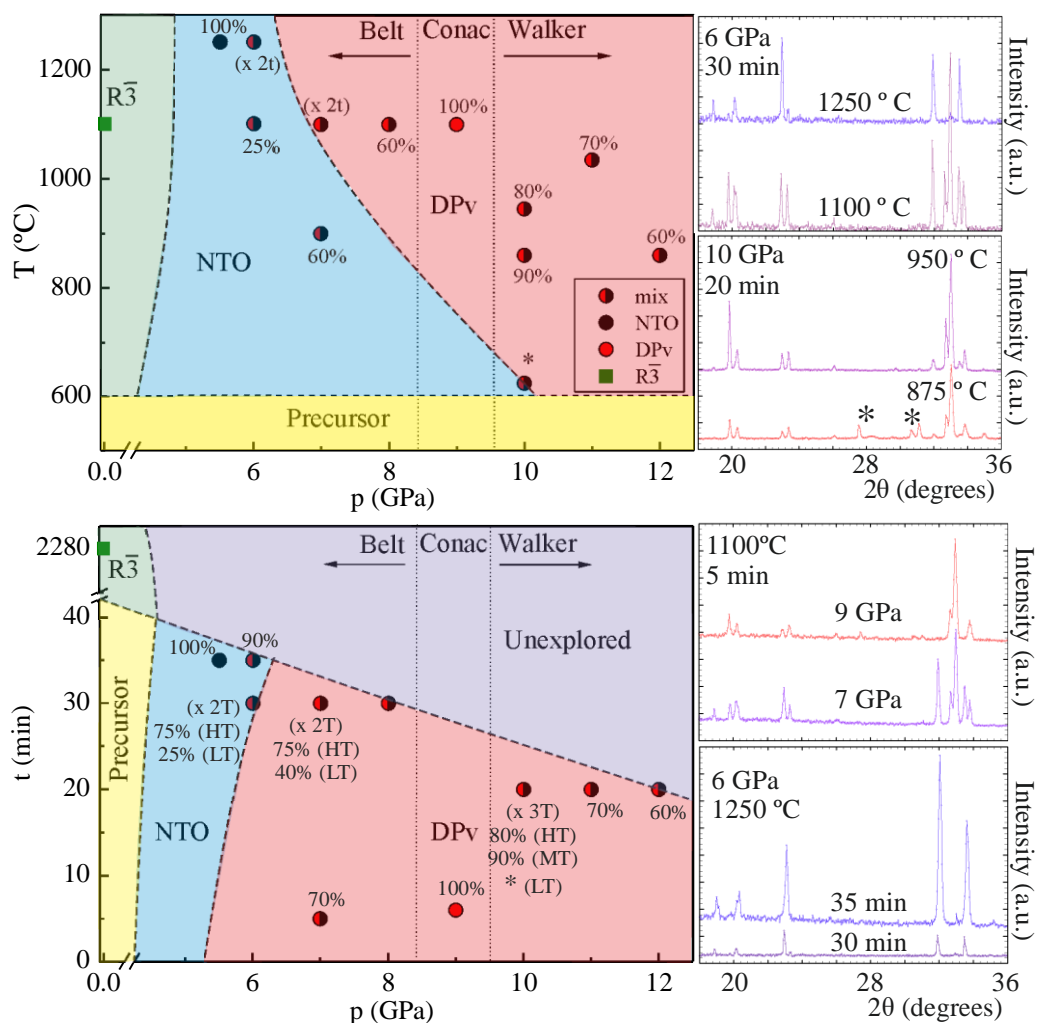 1200
1000
800
600
T (ºC)
100%
(x 2t)
R3̅
25%
NTO
60%
Belt
Conac
Walker
(x 2t)
60%
100%
70%
DPv
80%
90%
60%
mix
NTO
DPv
R3̅
*
Precursor
0.0
6
8
10
12
p (GPa)
6 GPa
30 min
1250 º C
1100 º C
Intensity (a.u.)
10 GPa
20 min
950 º C
875 º C
*
*
Intensity (a.u.)
20
28
36
2θ (degrees)
2280
40
30
20
10
0
t (min)
R3̅
Precursor
Belt
Conac
Walker
Unexplored
100%
90%
(x 2T)
75% (HT)
25% (LT)
(x 2T)
75% (HT)
40% (LT)
NTO
DPv
(x 3T)
80% (HT)
90% (MT)
* (LT)
70%
60%
70%
100%
0.0
6
8
10
12
p (GPa)
1100ºC
5 min
9 GPa
7 GPa
Intensity (a.u.)
6 GPa
1250 ºC
35 min
30 min
Intensity (a.u.)
20
28
36
2θ (degrees)